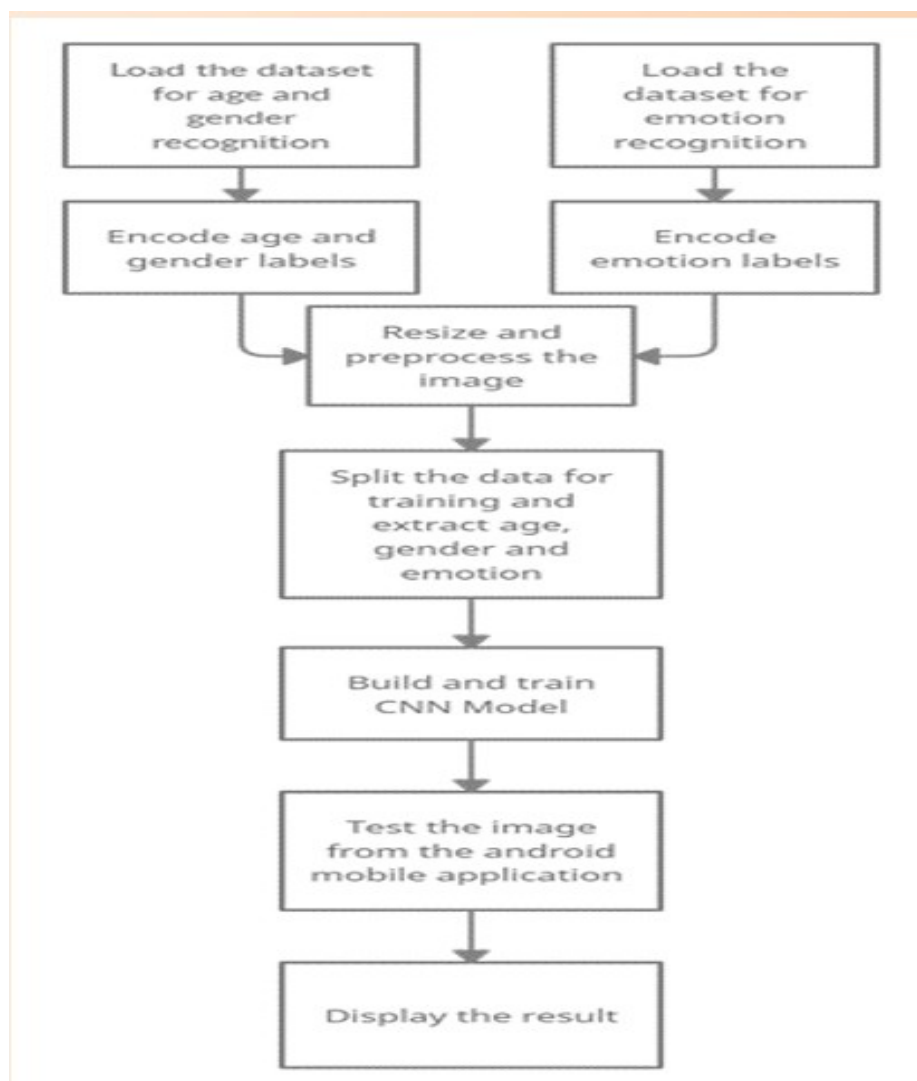 Load the dataset
for age and
gender
recognition
Load the
dataset for
emotion
recognition
Encode age and
gender labels
Encode
emotion labels
Resize and
preprocess the
image
Split the data for
training and
extract age,
gender and
emotion
Build and train
CNN Model
Test the image
from the android
mobile application
Display the result